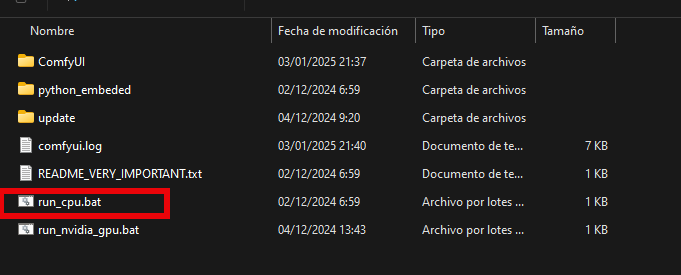 Nombre Fecha de modificación Tipo Tamaño
ComfyUI 03/01/2025 21:37 Carpeta de archivos
python_embeded 02/12/2024 6:59 Carpeta de archivos
update 04/12/2024 9:20 Carpeta de archivos
comfyui.log 03/01/2025 21:40 Documento de te... 7 KB
README_VERY_IMPORTANT.txt 02/12/2024 6:59 Documento de te... 1 KB
run_cpu.bat 02/12/2024 6:59 Archivo por lotes ... 1 KB
run_nvidia_gpu.bat 04/12/2024 13:43 Archivo por lotes ... 1 KB